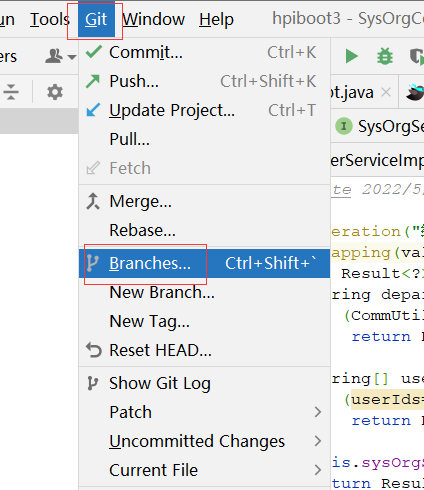 un Tools Git Window Help hpiboot3 - SysOrgCo
ers
Commit... Ctrl+K
Push... Ctrl+Shift+K
Update Project... Ctrl+T
Pull...
Fetch
Merge...
Rebase...
Branches... Ctrl+Shift+`
New Branch...
New Tag...
Reset HEAD...
Show Git Log
Patch
Uncommitted Changes
Current File
ot.java
SysOrgSe
erServiceImp
te 2022/5/
eration("
apping(val
Result<?>
ring depar
(CommUtil
return R
ring[] use
(userIds=
return R
is.sysOrgS
turn Resul